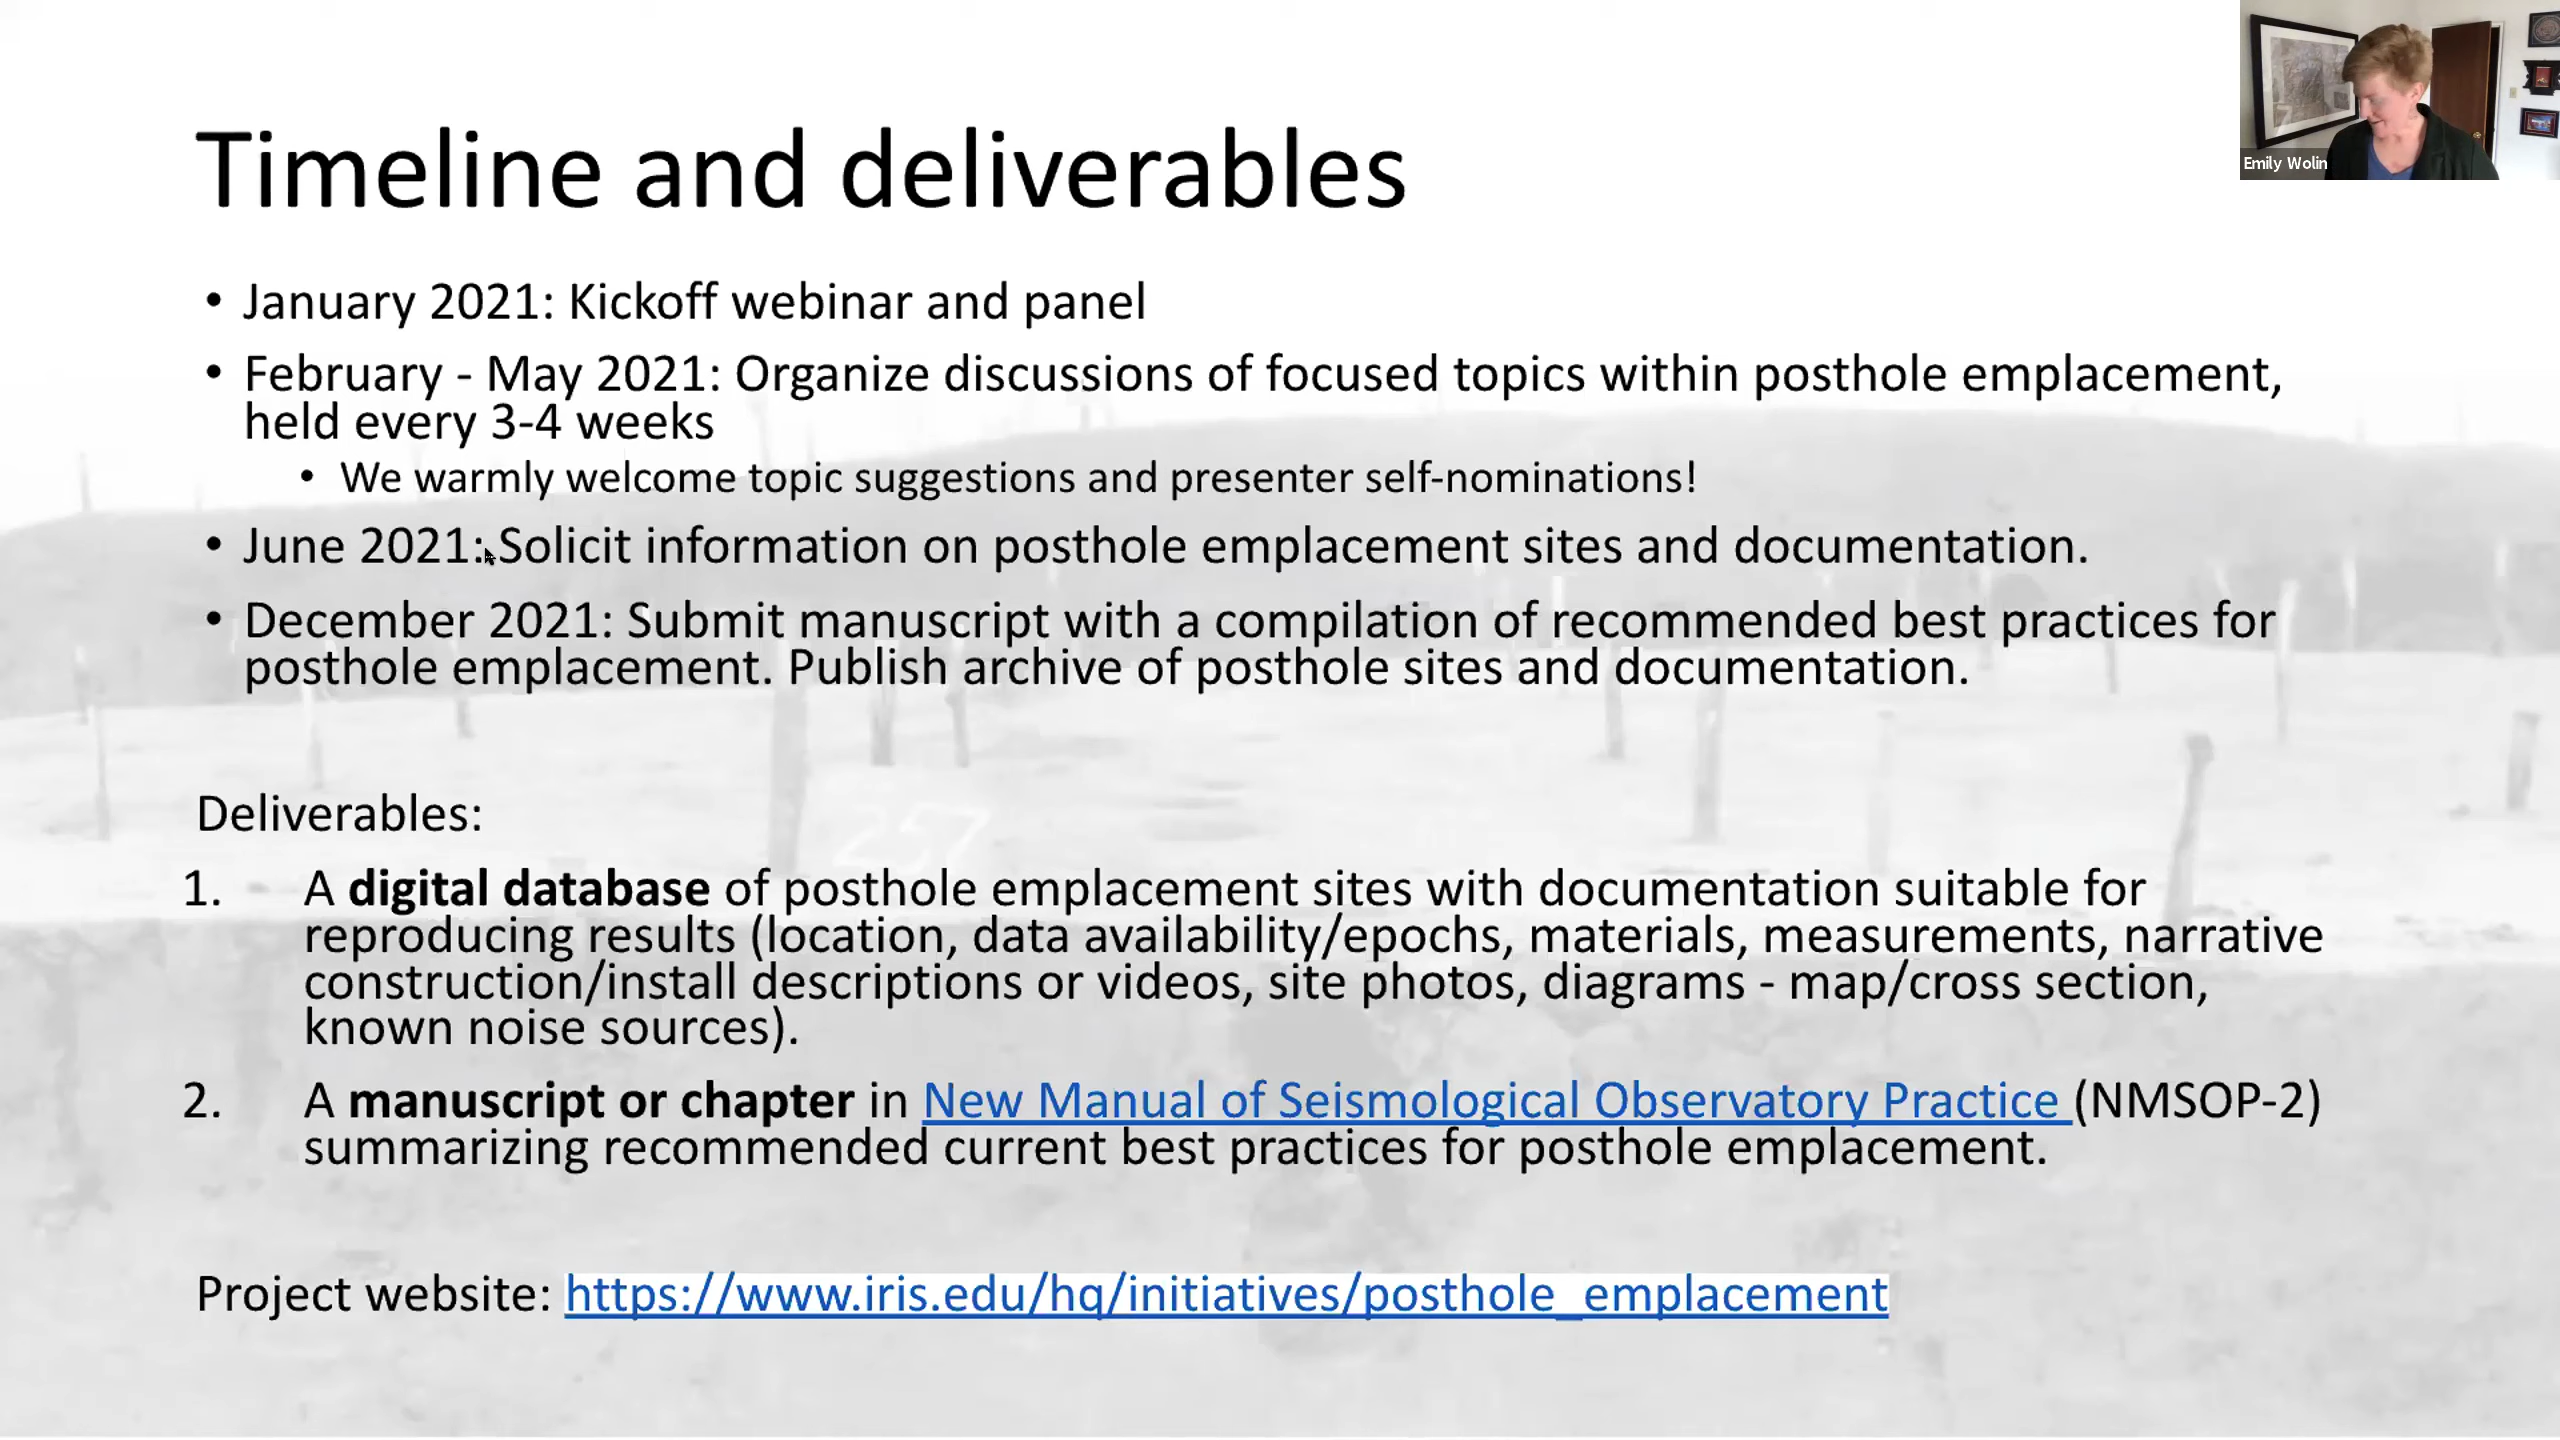 Emily Wolin
Timeline and deliverables
• January 2021: Kickoff webinar and panel
• February - May 2021: Organize discussions of focused topics within posthole emplacement,
held every 3-4 weeks
• We warmly welcome topic suggestions and presenter self-nominations!
• June 2021: Solicit information on posthole emplacement sites and documentation.
• December 2021: Submit manuscript with a compilation of recommended best practices for
posthole emplacement. Publish archive of posthole sites and documentation.
Deliverables:
1. A digital database of posthole emplacement sites with documentation suitable for
reproducing results (location, data availability/epochs, materials, measurements, narrative
construction/install descriptions or videos, site photos, diagrams - map/cross section,
known noise sources).
2. A manuscript or chapter in New Manual of Seismological Observatory Practice (NMSOP-2)
summarizing recommended current best practices for posthole emplacement.
Project website: https://www.iris.edu/hq/initiatives/posthole_emplacement